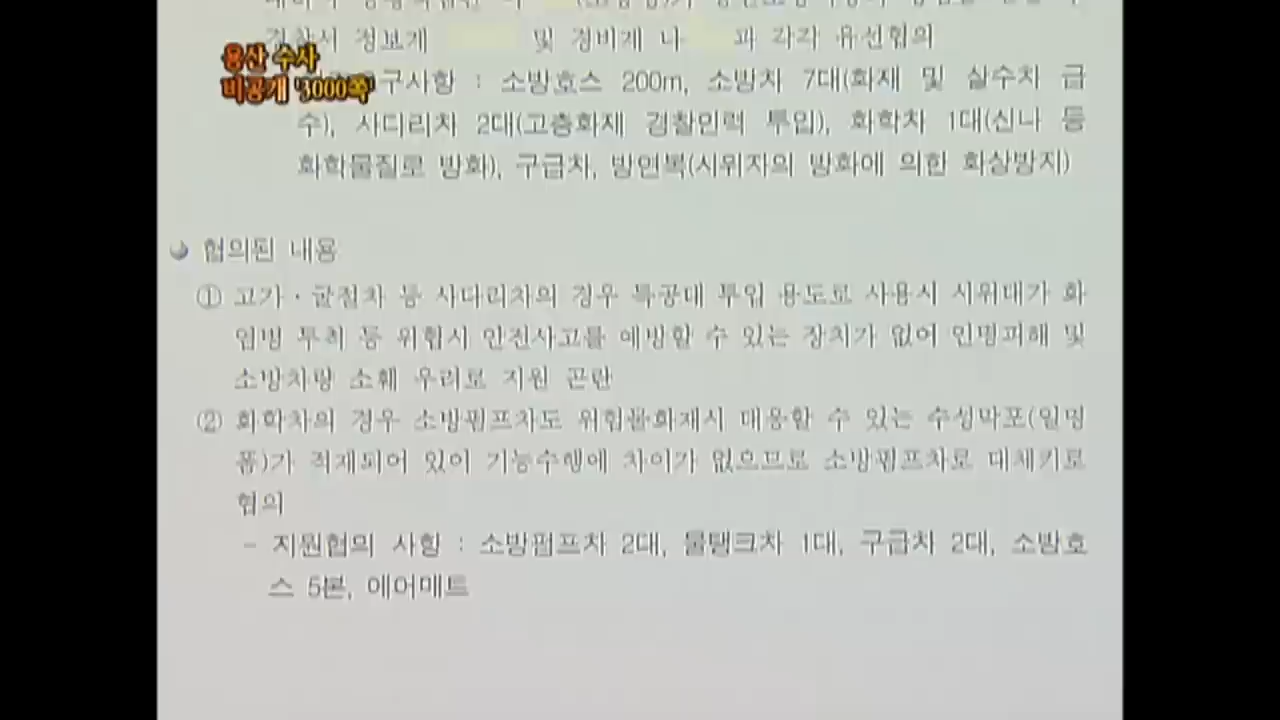 경찰서 정보계 및 경비계 나 과 각각 유선협의
용산 수사
비공개 '3000쪽'
구사항 : 소방호스 200m, 소방차 7대(화재 및 살수차 급
수), 사다리차 2대(고층화재 경찰인력 투입), 화학차 1대(신나 등
화학물질로 방화), 구급차, 방연복(시위자의 방화에 의한 화상방지)
협의된 내용
① 고가·굴절차 등 사다리차의 경우 특공대 투입 용도로 사용시 시위대가 화
염병 투척 등 위협시 안전사고를 예방할 수 있는 장치가 없어 인명피해 및
소방차량 소훼 우려로 지원 곤란
② 화학차의 경우 소방펌프차도 위험물화재시 대응할 수 있는 수성막포(일명
폼)가 적재되어 있어 기능수행에 차이가 없으므로 소방펌프차로 대체키로
협의
- 지원협의 사항 : 소방펌프차 2대, 물탱크차 1대, 구급차 2대, 소방호
스 5본, 에어매트